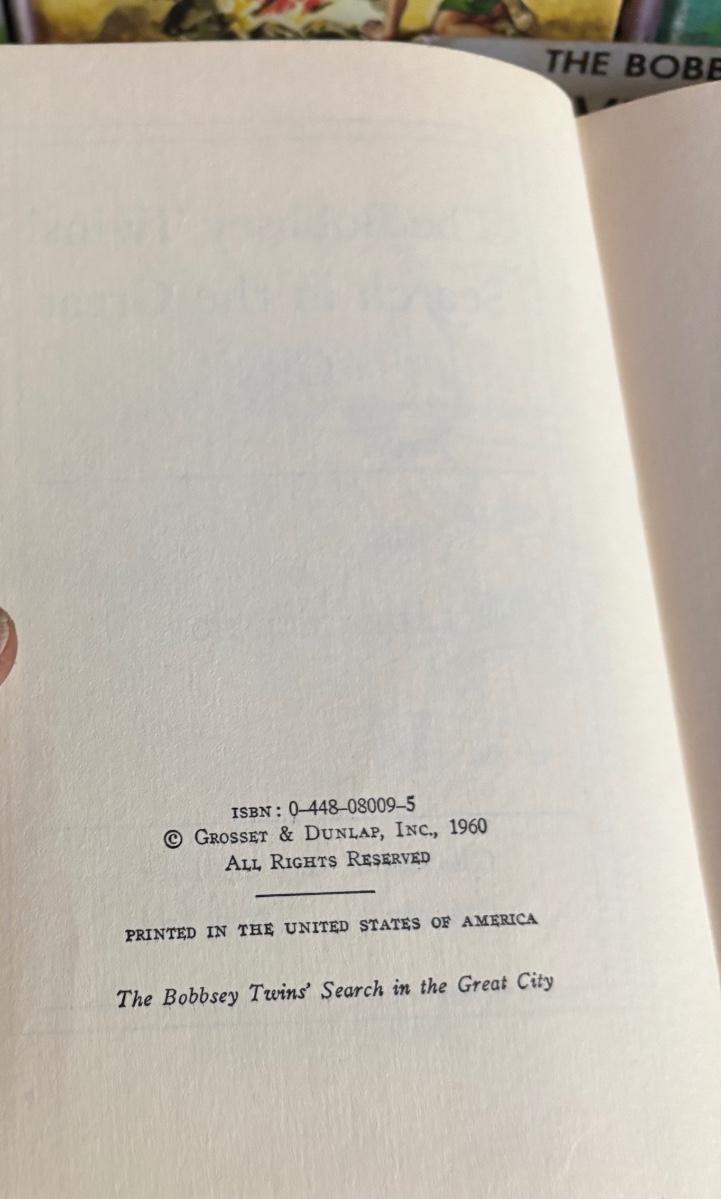 THE BOBB
ISBN: 0-448-08009-5
© GROSSET & DUNLAP, INC., 1960
ALL RIGHTS RESERVED
PRINTED IN THE UNITED STATES OF AMERICA
The Bobbsey Twins' Search in the Great City